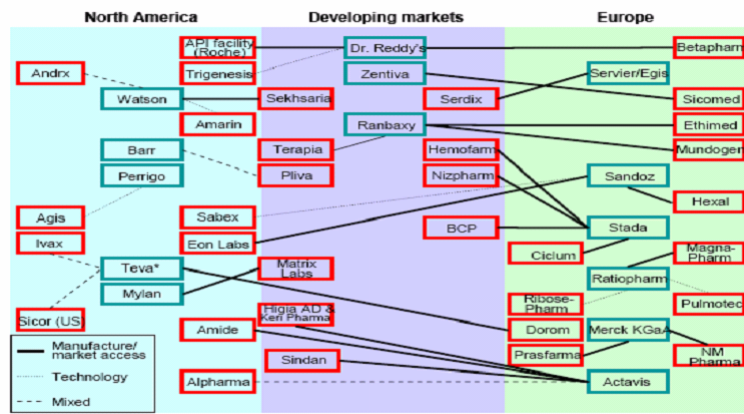 North America Developing markets Europe
API facility (Roche) Dr. Reddy's Betapharm
Andrx Trigenesis Zentiva Servier/Egis
Watson Sekhsaria Serdix Sicomed
Amarin Ranbaxy Ethimed
Barr Terapia Hemofarm Mundogen
Perrigo Pliva Nizpharm Sandoz
Hexal
Agis Sabex BCP Stada
Ivax Eon Labs Ciclum Magna-Pharm
Teva* Matrix Labs Ratiopharm
Mylan Ribose-Pharm Pulmotec
Sicor (US) Higia AD & Keri Pharma
Amide Dorom Merck KGaA
Manufacture/
market access Sindan Prasfarma NM Pharma
Technology Alpharma Actavis
Mixed